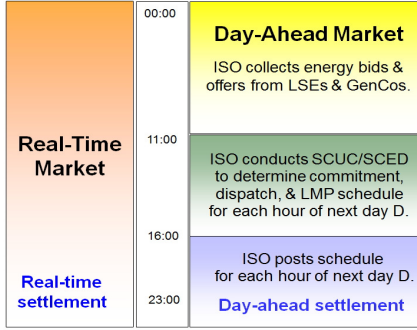 Real-Time
Market
Real-time
settlement
00:00
11:00
16:00
23:00
Day-Ahead Market
ISO collects energy bids &
offers from LSEs & GenCos.
ISO conducts SCUC/SCED
to determine commitment,
dispatch, & LMP schedule
for each hour of next day D.
ISO posts schedule
for each hour of next day D.
Day-ahead settlement